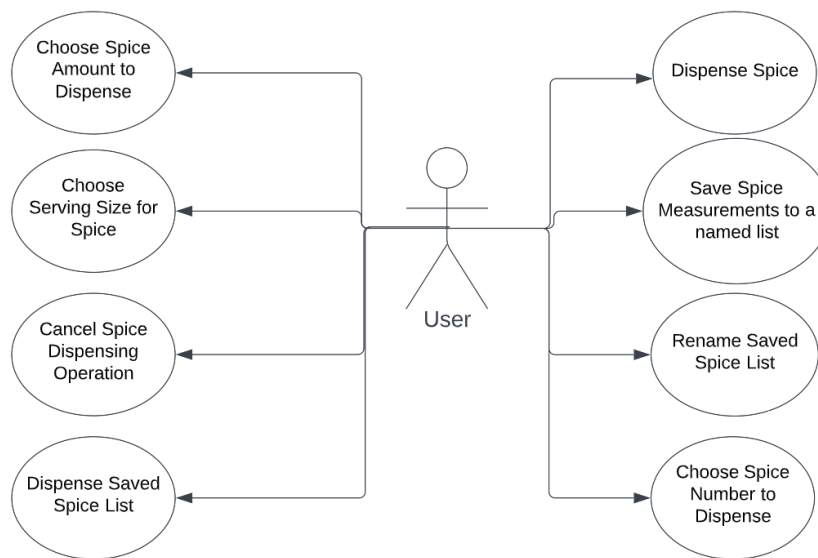 Choose Spice
Amount to
Dispense
Choose
Serving Size for
Spice
Cancel Spice
Dispensing
Operation
Dispense Saved
Spice List
User
Dispense Spice
Save Spice
Measurements to a
named list
Rename Saved
Spice List
Choose Spice
Number to
Dispense